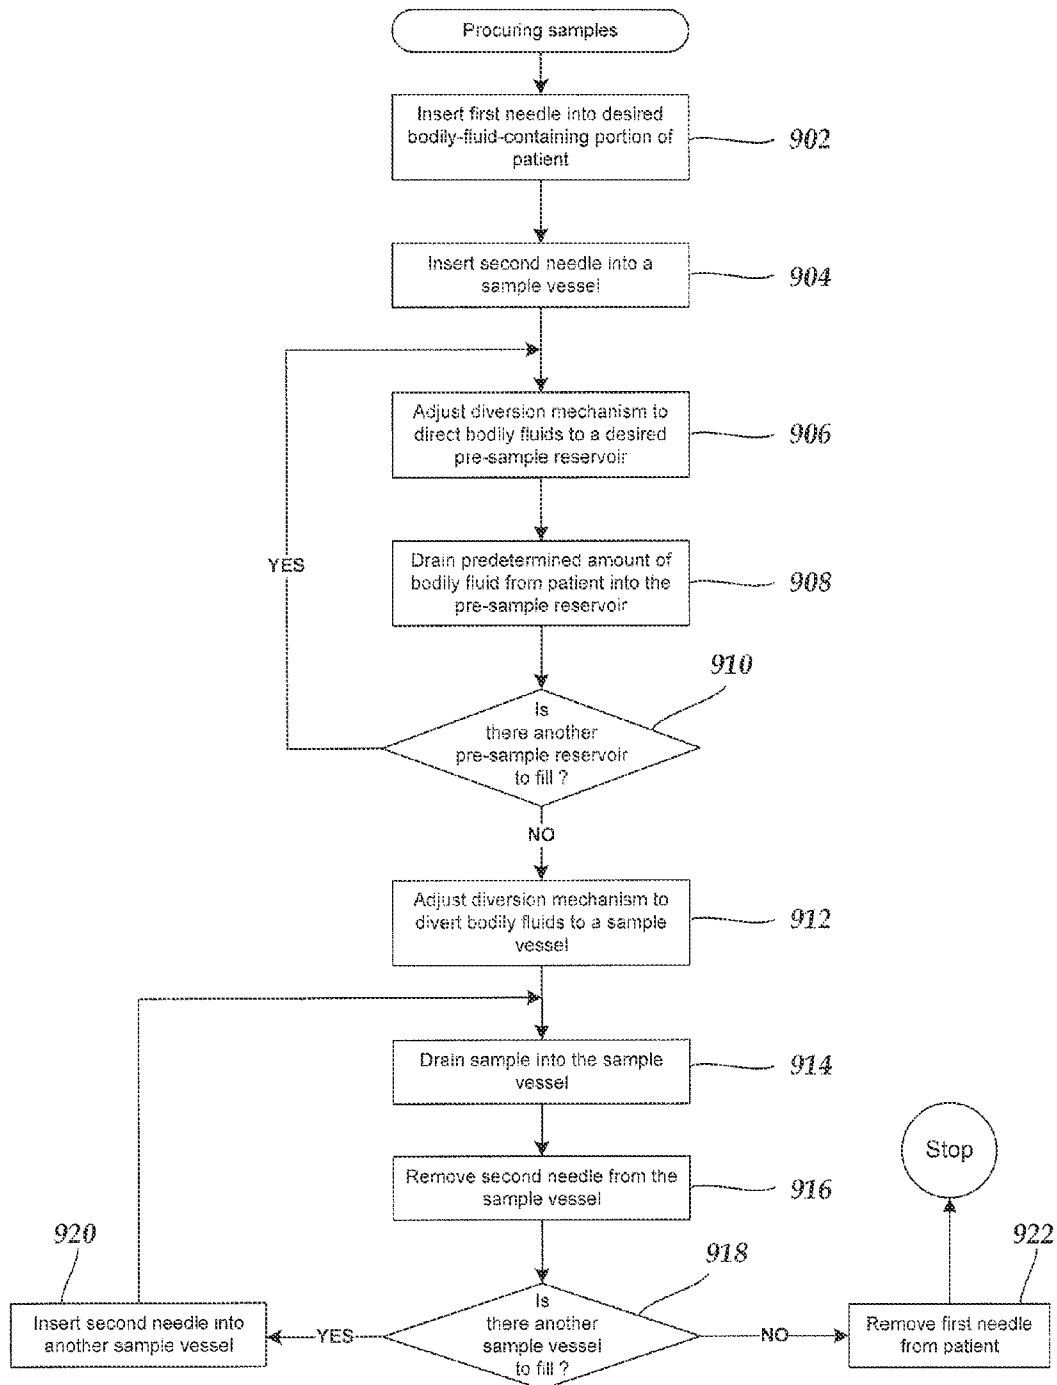 Procuring samples
Insert first needle into desired
bodily-fluid-containing portion of
patient
902
Insert second needle into a
sample vessel
904
Adjust diversion mechanism to
direct bodily fluids to a desired
pre-sample reservoir
906
YES
Drain predetermined amount of
bodily fluid from patient into the
pre-sample reservoir
908
910
Is
there another
pre-sample reservoir
to fill ?
NO
Adjust diversion mechanism to
divert bodily fluids to a sample
vessel
912
Drain sample into the sample
vessel
914
Stop
Remove second needle from the
sample vessel
916
920
918
922
Insert second needle into
another sample vessel
YES
Is
there another
sample vessel
to fill ?
NO
Remove first needle
from patient